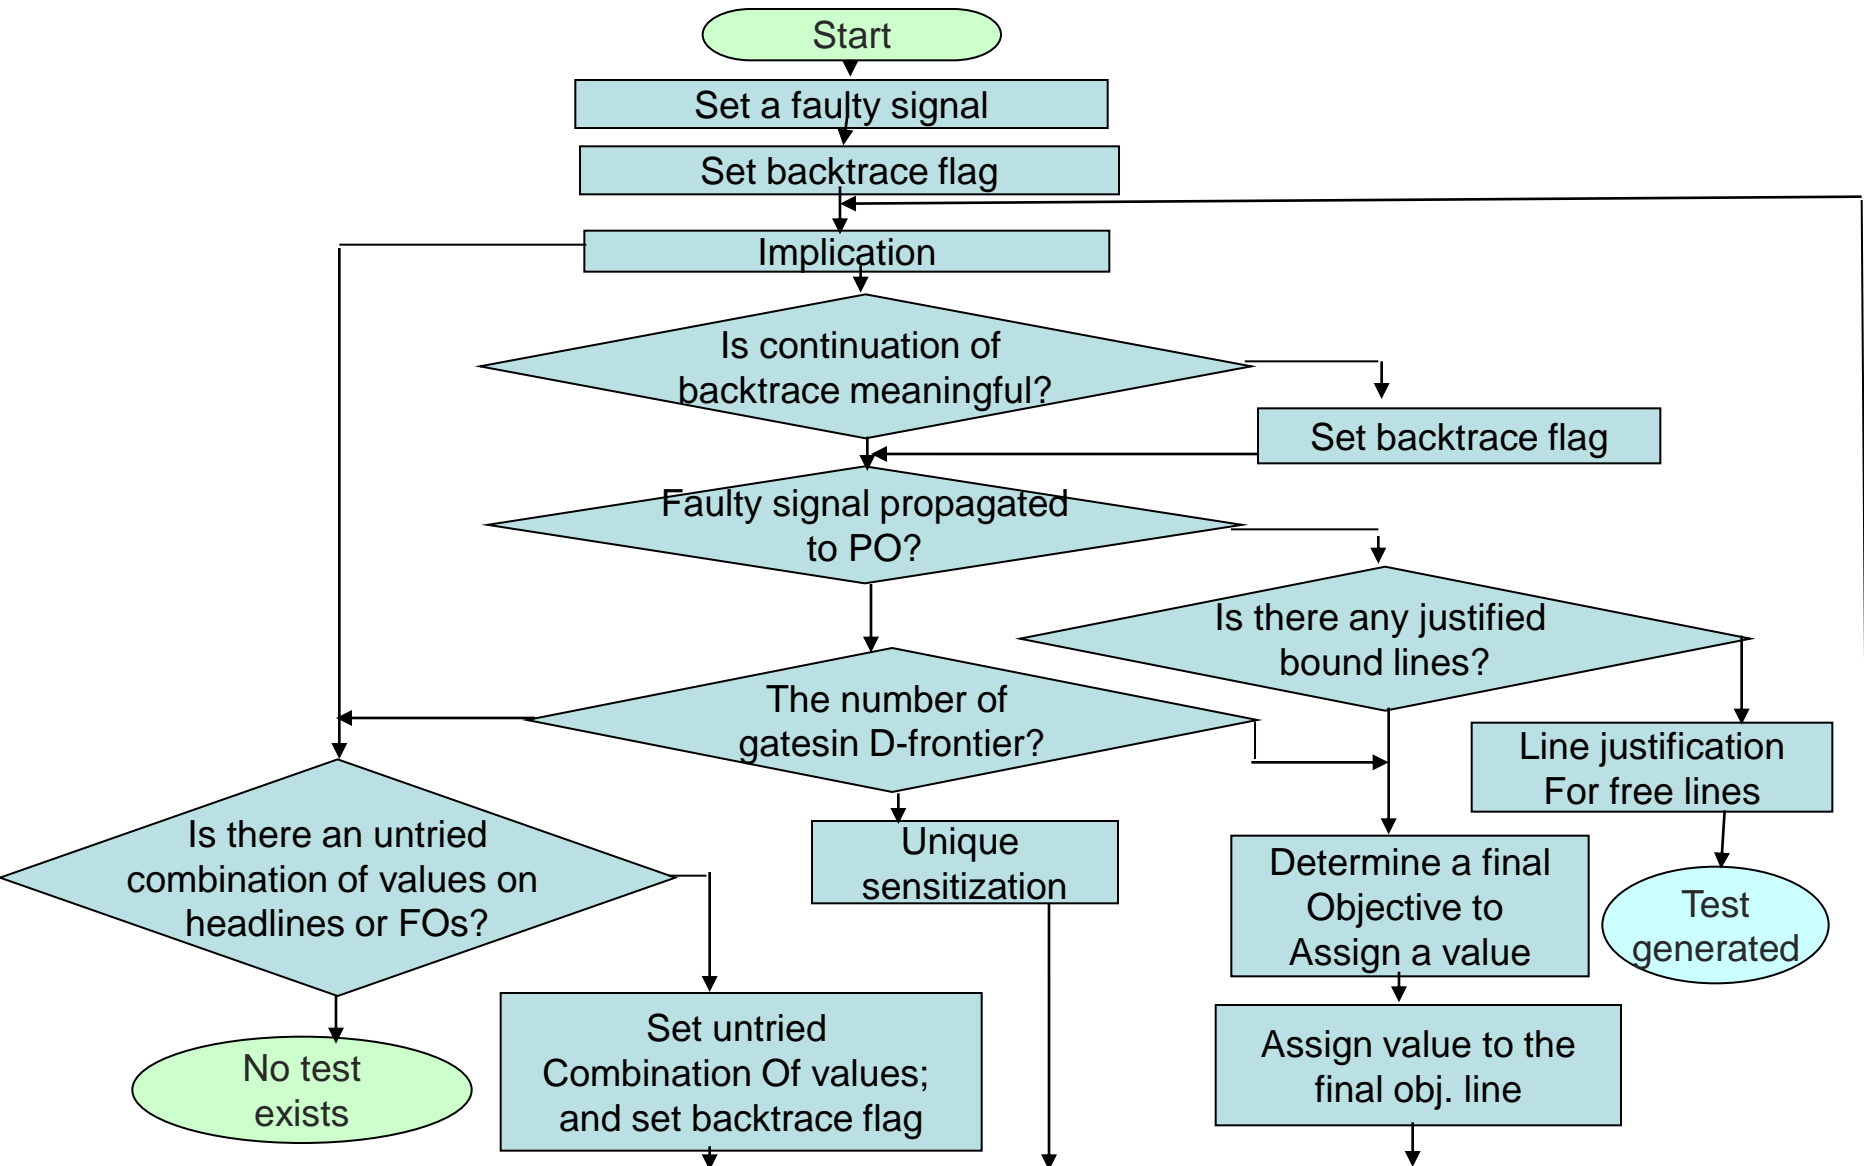 Start
Set a faulty signal
Set backtrace flag
Implication
Is continuation of
backtrace meaningful?
Set backtrace flag
Faulty signal propagated
to PO?
Is there any justified
bound lines?
The number of
gatesin D-frontier?
Line justification
For free lines
Is there an untried
combination of values on
headlines or FOs?
Unique
sensitization
Determine a final
Objective to
Assign a value
Test
generated
Set untried
Combination Of values;
and set backtrace flag
Assign value to the
final obj. line
No test
exists